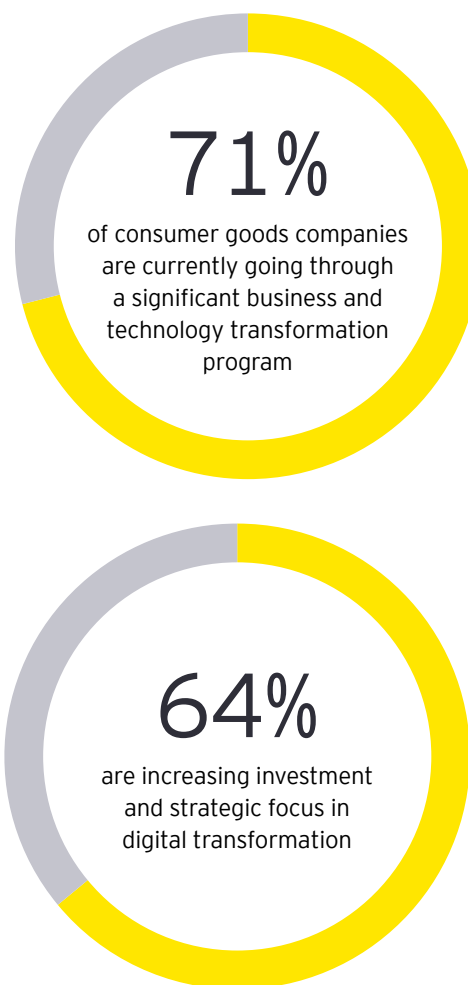 71%
of consumer goods companies
are currently going through
a significant business and
technology transformation
program
64%
are increasing investment
and strategic focus in
digital transformation